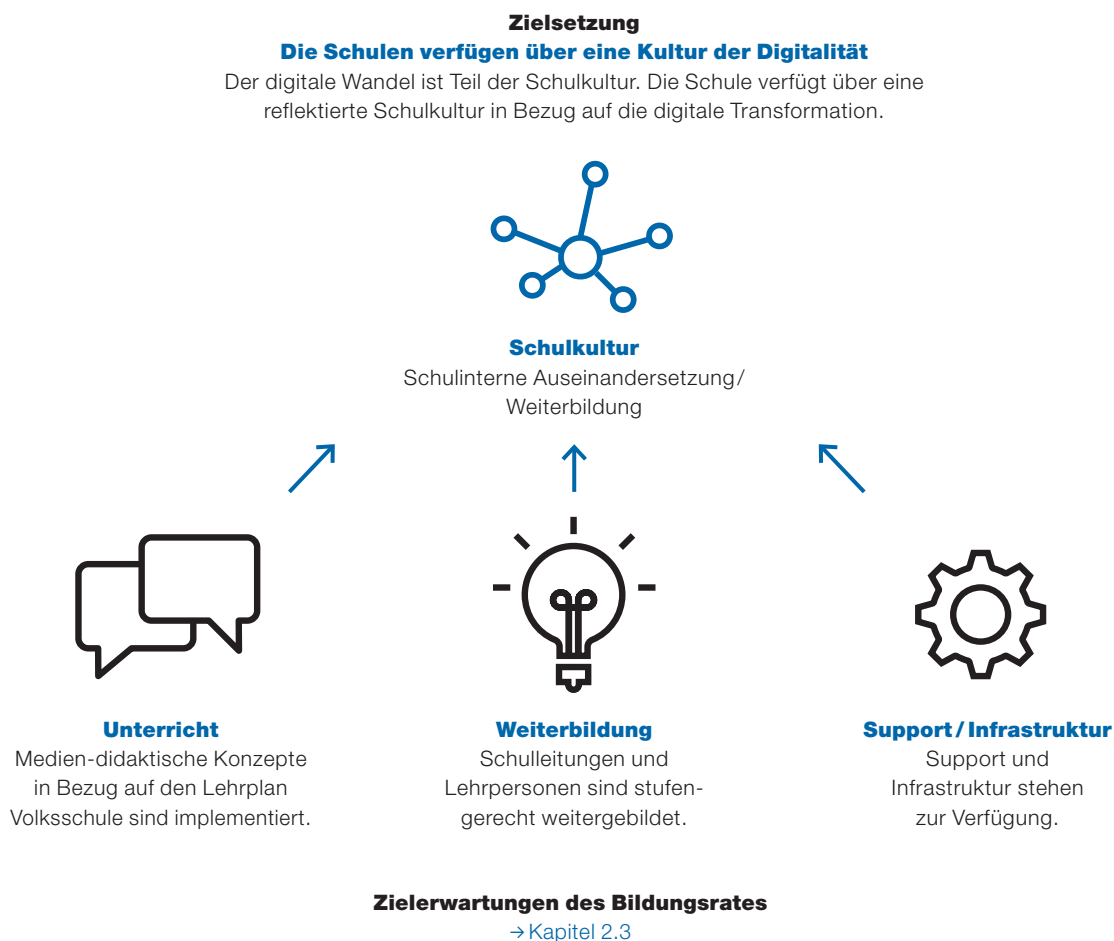 Zielsetzung
Die Schulen verfügen über eine Kultur der Digitalität
Der digitale Wandel ist Teil der Schulkultur. Die Schule verfügt über eine
reflektierte Schulkultur in Bezug auf die digitale Transformation.
Schulkultur
Schulinterne Auseinandersetzung/
Weiterbildung
Unterricht
Medien-didaktische Konzepte
in Bezug auf den Lehrplan
Volksschule sind implementiert.
Weiterbildung
Schulleitungen und
Lehrpersonen sind stufen-
gerecht weitergebildet.
Support/Infrastruktur
Support und
Infrastruktur stehen
zur Verfügung.
Zielerwartungen des Bildungsrates
→ Kapitel 2.3